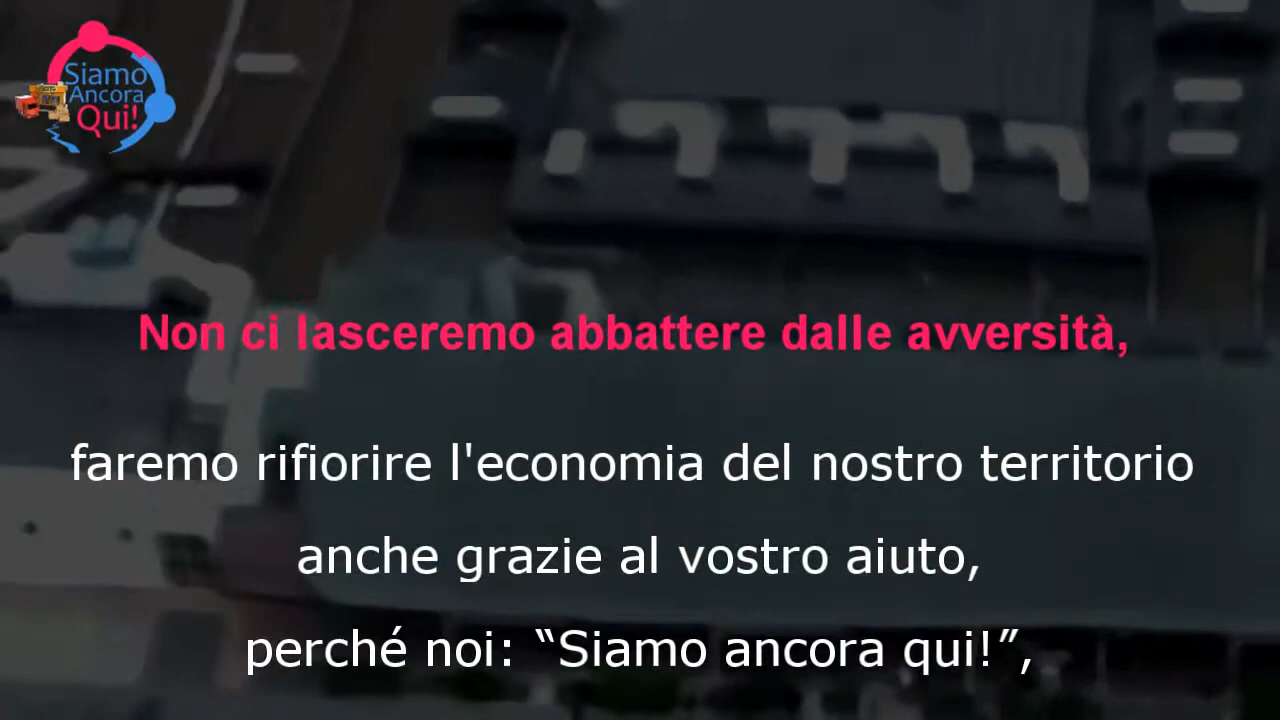 Siamo
Ancora
Qui!
Non ci lasceremo abbattere dalle avversità,
faremo rifiorire l'economia del nostro territorio
anche grazie al vostro aiuto,
perché noi: “Siamo ancora qui!”,